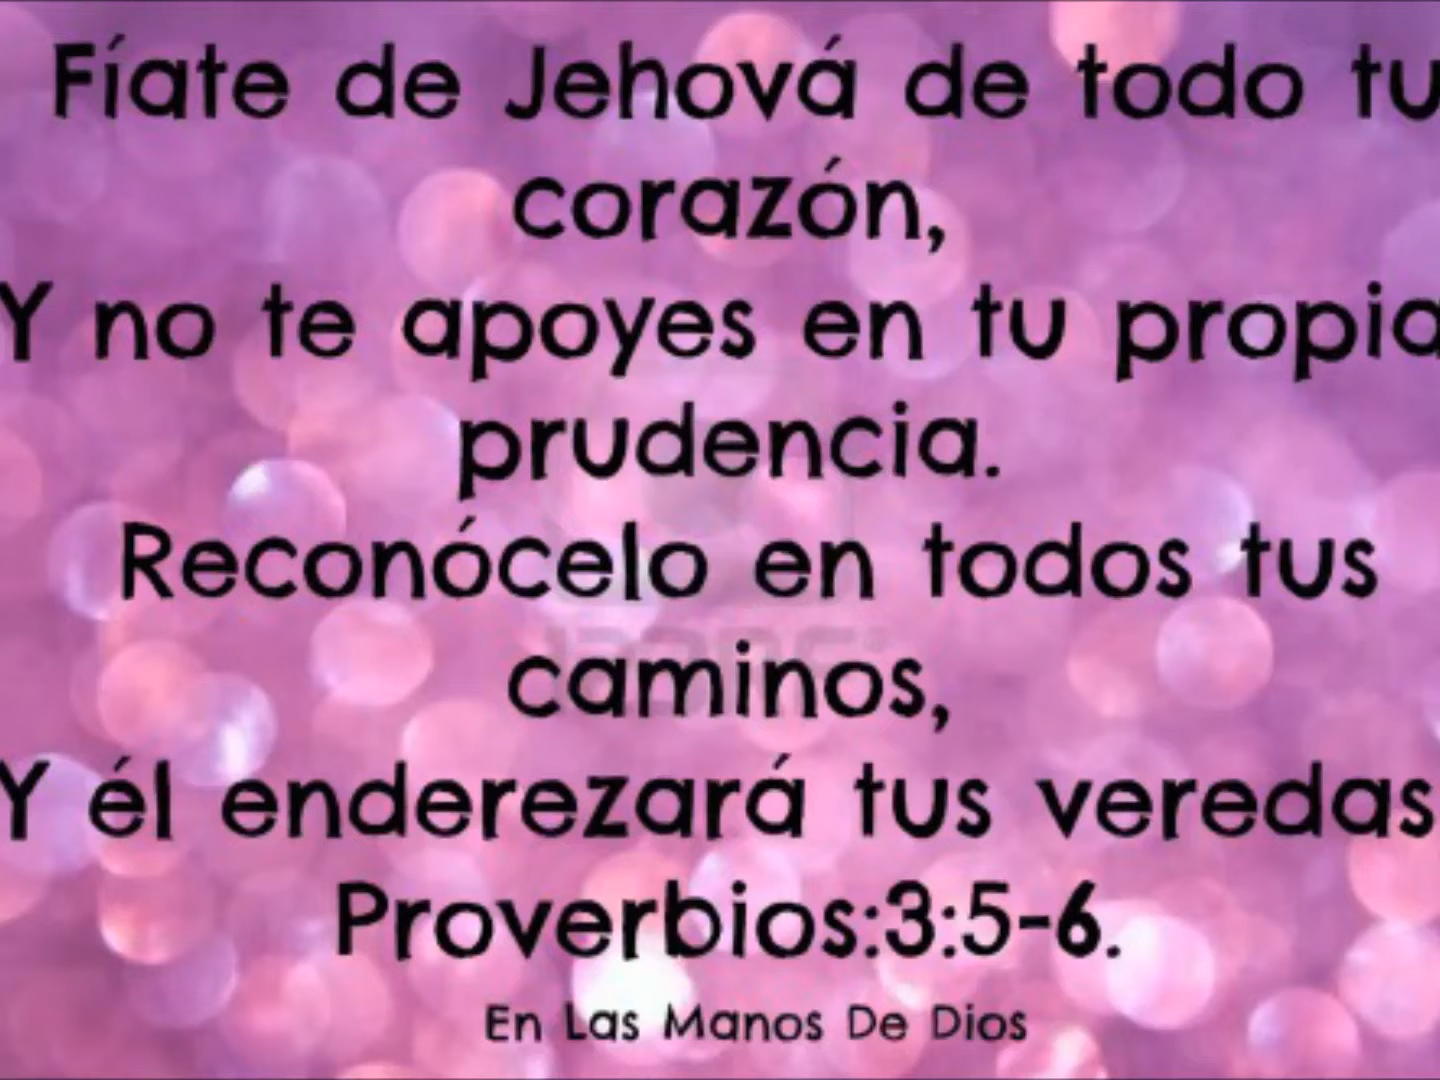 Fíate de Jehová de todo tu
corazón,
Y no te apoyes en tu propia
prudencia.
Reconócelo en todos tus
caminos,
Y él enderezará tus veredas
Proverbios:3:5-6.
En Las Manos De Dios